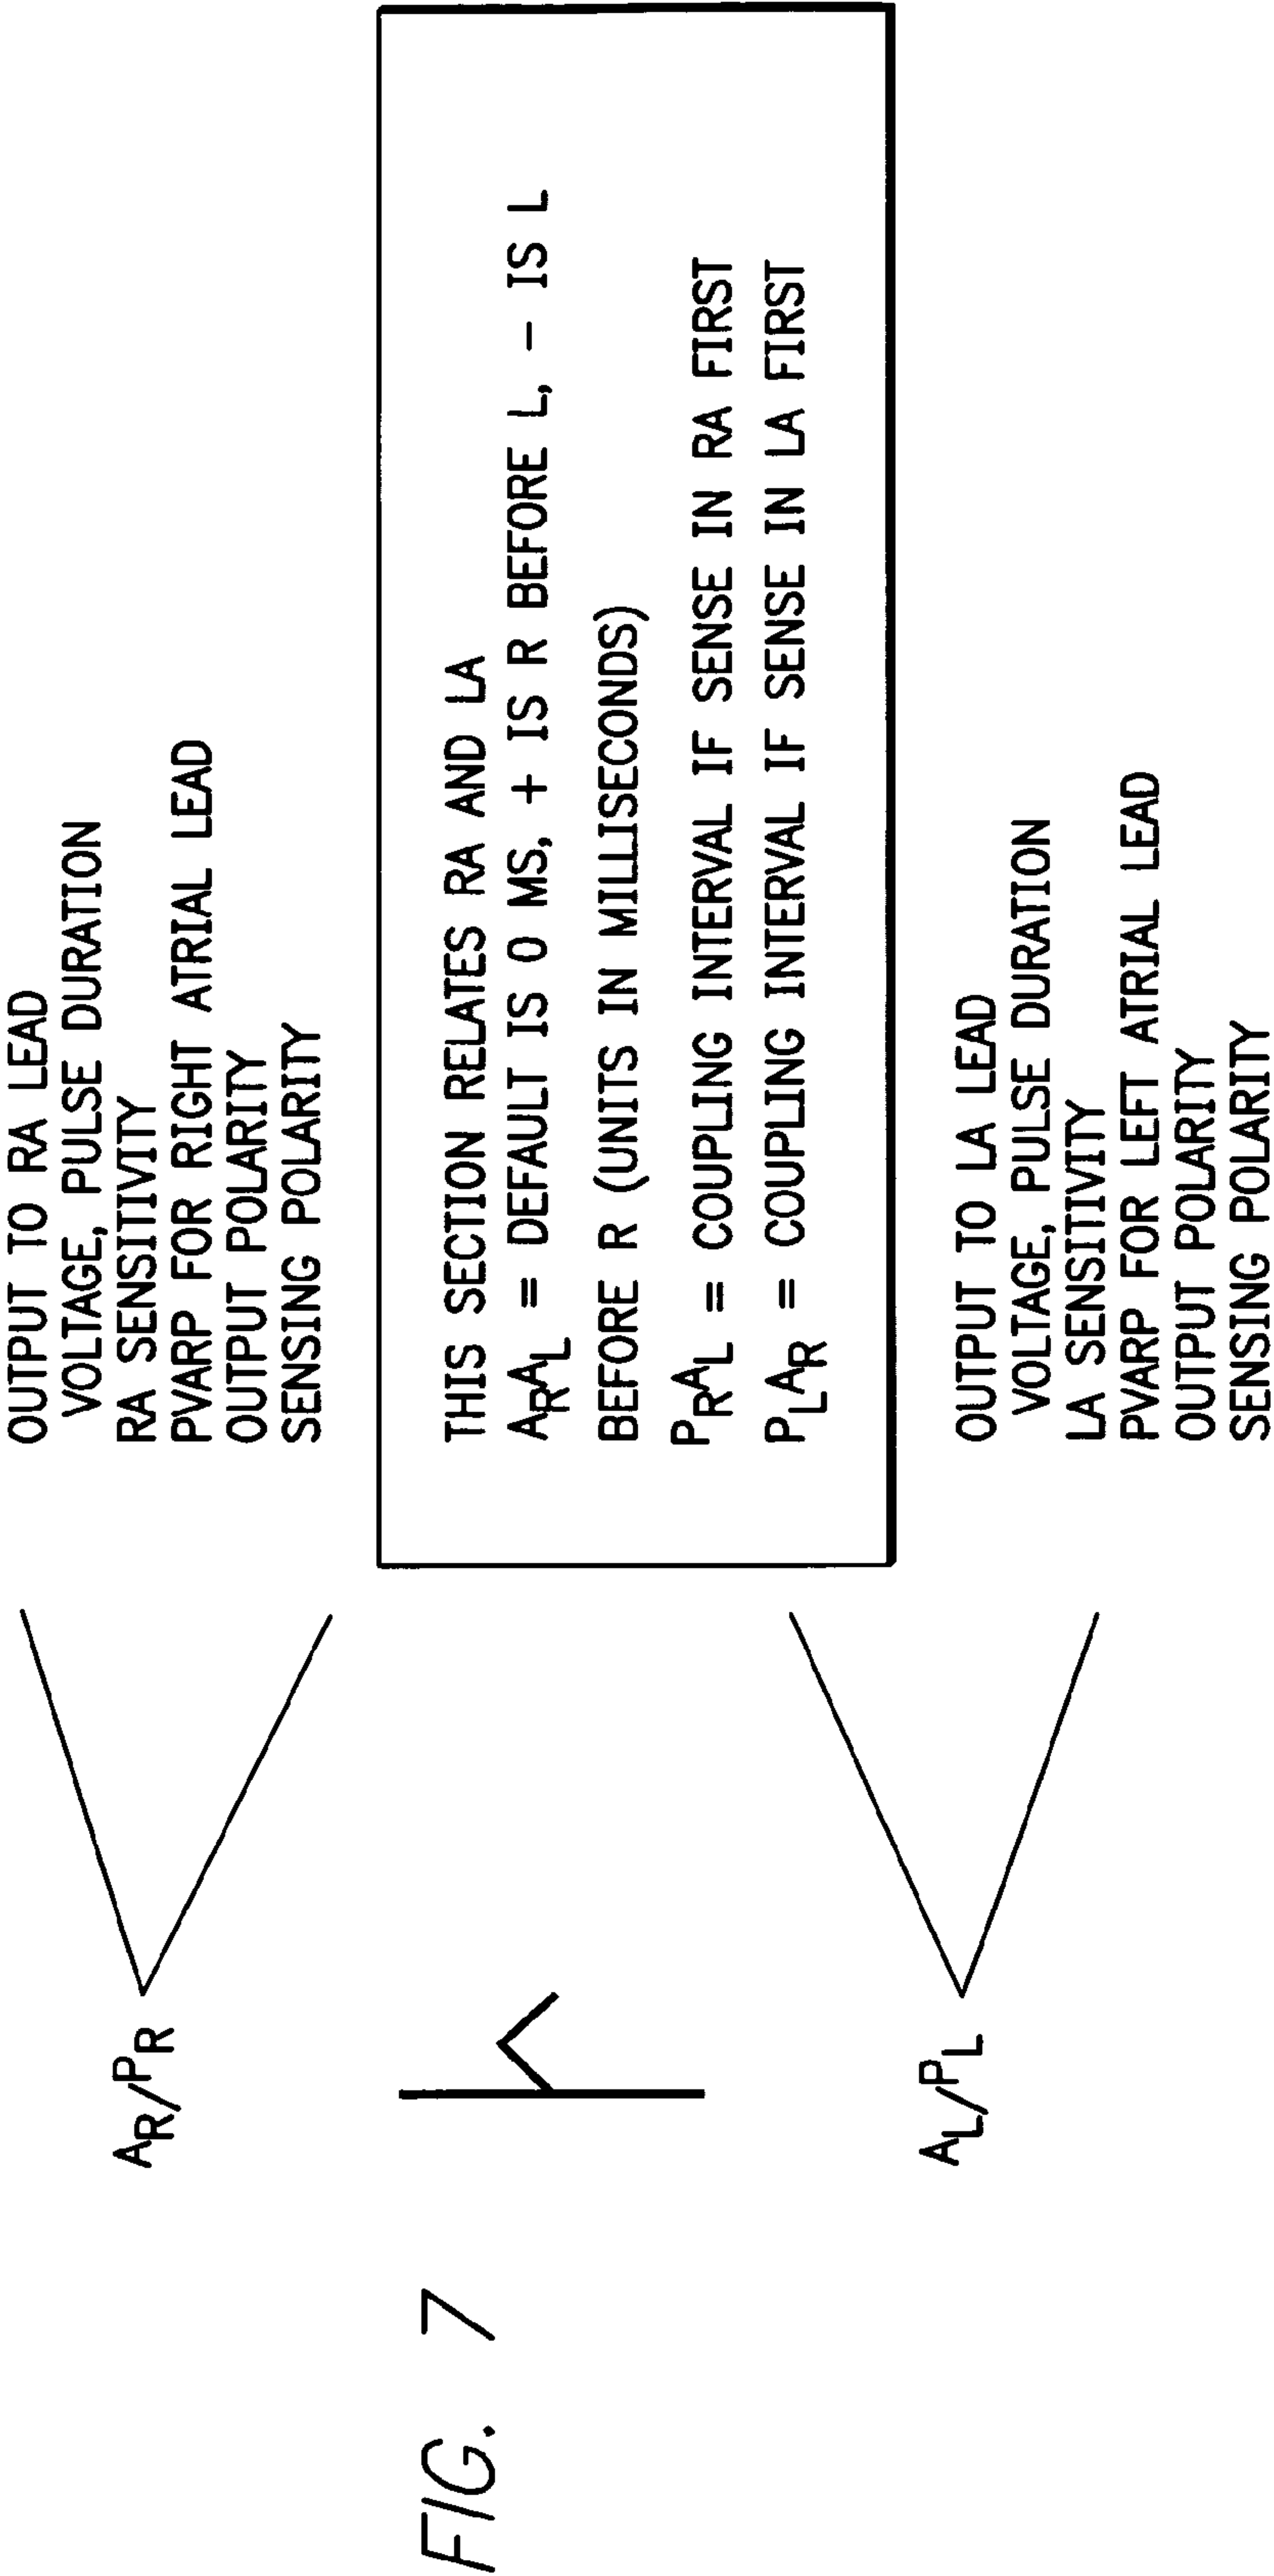 OUTPUT TO RA LEAD
VOLTAGE, PULSE DURATION
RA SENSITIVITY
PVARP FOR RIGHT ATRIAL LEAD
OUTPUT POLARITY
SENSING POLARITY
AR/PR
THIS SECTION RELATES RA AND LA
ARAL = DEFAULT IS 0 MS, + IS R BEFORE L, – IS L
BEFORE R (UNITS IN MILLISECONDS)
PRAL = COUPLING INTERVAL IF SENSE IN RA FIRST
PLAR = COUPLING INTERVAL IF SENSE IN LA FIRST
FIG. 7
AL/PL
OUTPUT TO LA LEAD
VOLTAGE, PULSE DURATION
LA SENSITIVITY
PVARP FOR LEFT ATRIAL LEAD
OUTPUT POLARITY
SENSING POLARITY